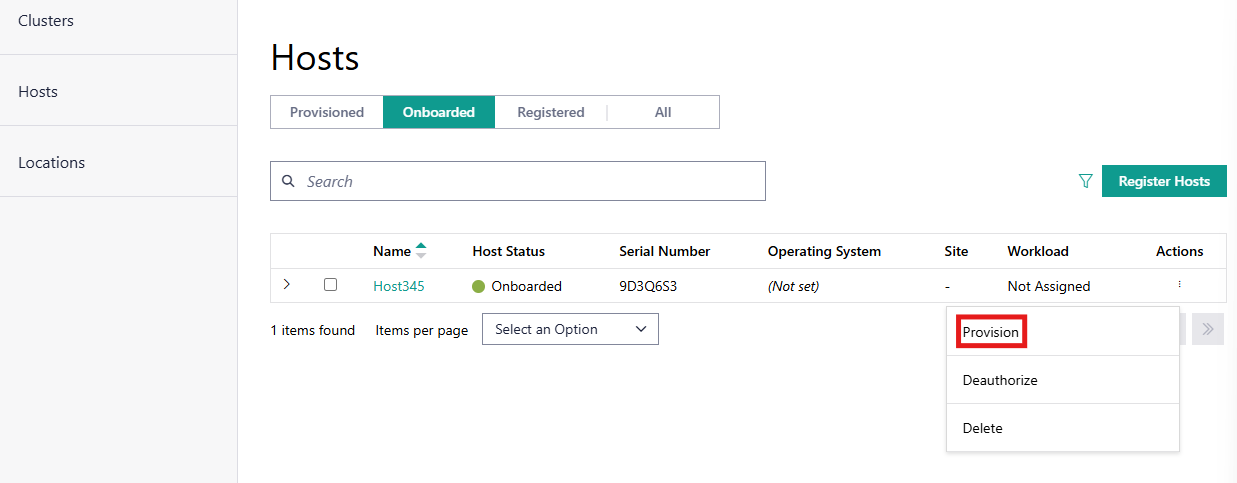 Clusters
Hosts
Locations
Hosts
Provisioned Onboarded Registered All
Search
Register Hosts
Name Host Status Serial Number Operating System Site Workload Actions
Host345 Onboarded 9D3Q6S3 (Not set) - Not Assigned
1 items found Items per page Select an Option
Provision
Deauthorize
Delete